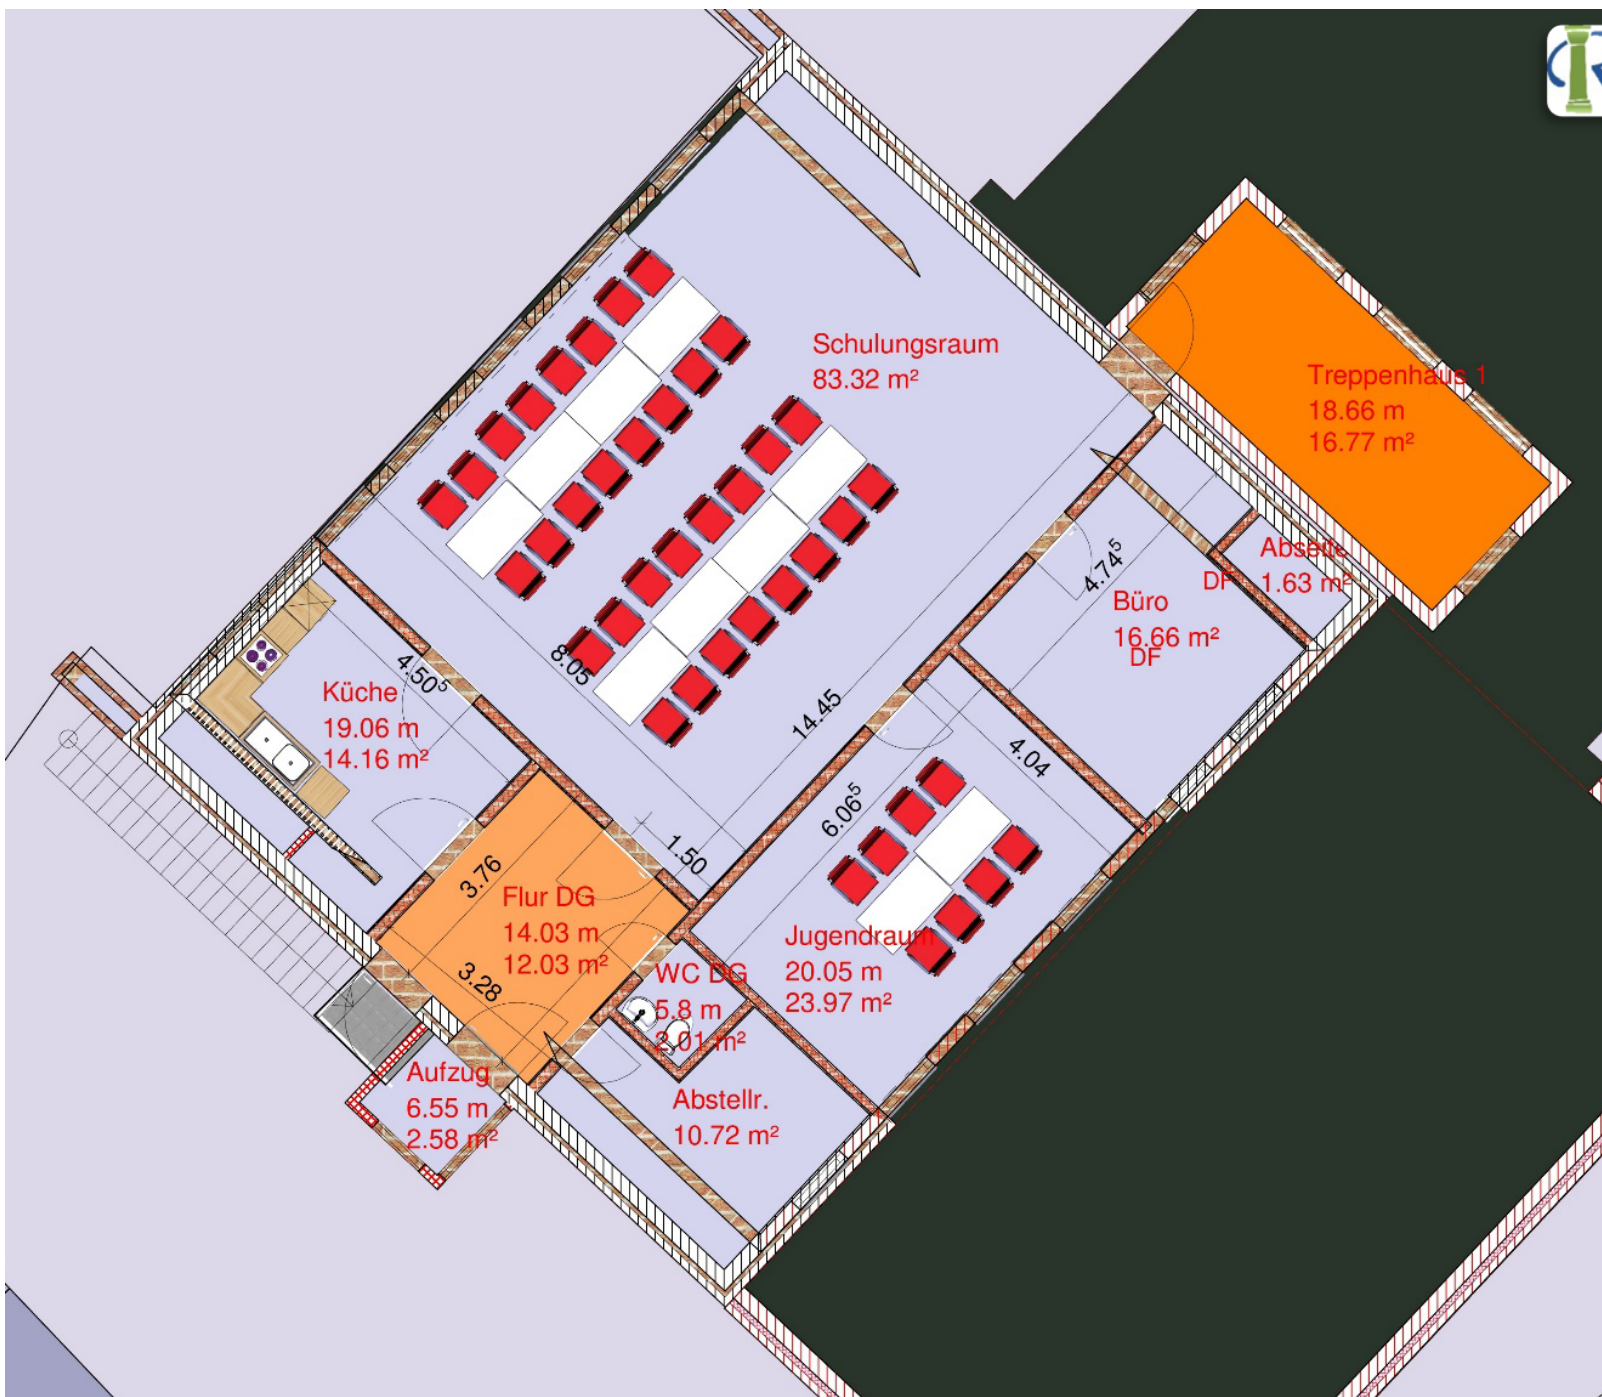 Schulungsraum
83.32 m²
Treppenhaus 1
18.66 m
16.77 m²
Abseite
1.63 m²
DF
4.74⁵
Büro
16.66 m²
DF
8.05
4.50⁵
14.45
Küche
19.06 m
14.16 m²
4.04
6.06⁵
1.50
3.76
Flur DG
14.03 m
12.03 m²
3.28
Jugendraum
20.05 m
23.97 m²
WC DG
5.8 m
2.01 m²
Aufzug
6.55 m
2.58 m²
Abstellr.
10.72 m²